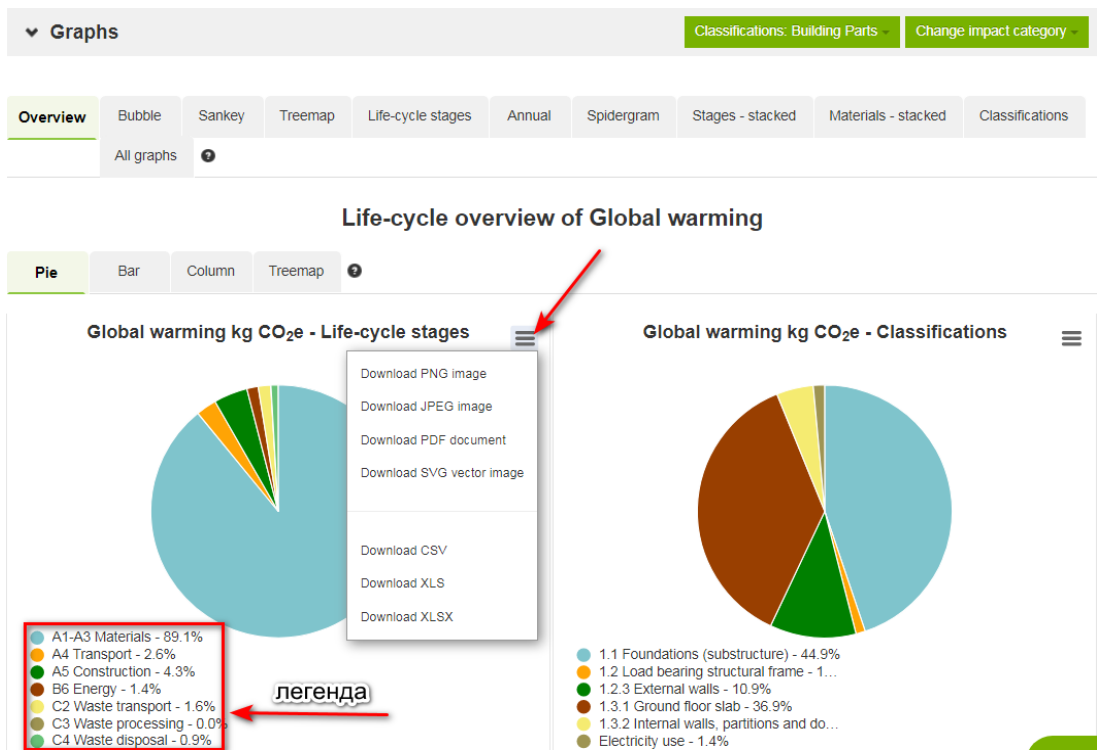 Graphs
Classifications: Building Parts
Change impact category
Overview
Bubble
Sankey
Treemap
Life-cycle stages
Annual
Spidergram
Stages - stacked
Materials - stacked
Classifications
All graphs
?
Life-cycle overview of Global warming
Pie
Bar
Column
Treemap
?
Global warming kg CO2e - Life-cycle stages
Download PNG image
Download JPEG image
Download PDF document
Download SVG vector image
Download CSV
Download XLS
Download XLSX
A1-A3 Materials - 89.1%
A4 Transport - 2.6%
A5 Construction - 4.3%
B6 Energy - 1.4%
C2 Waste transport - 1.6%
C3 Waste processing - 0.0%
C4 Waste disposal - 0.9%
легенда
Global warming kg CO2e - Classifications
1.1 Foundations (substructure) - 44.9%
1.2 Load bearing structural frame - 1...
1.2.3 External walls - 10.9%
1.3.1 Ground floor slab - 36.9%
1.3.2 Internal walls, partitions and do...
Electricity use - 1.4%